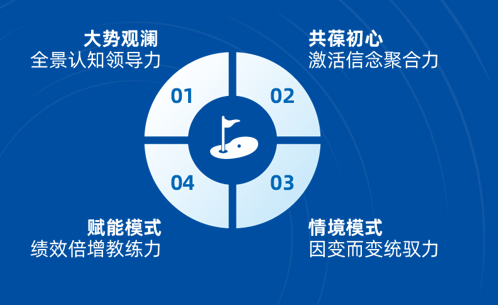 大势观澜
全景认知领导力
01
共葆初心
激活信念聚合力
02
04
赋能模式
绩效倍增教练力
03
情境模式
因变而变统驭力